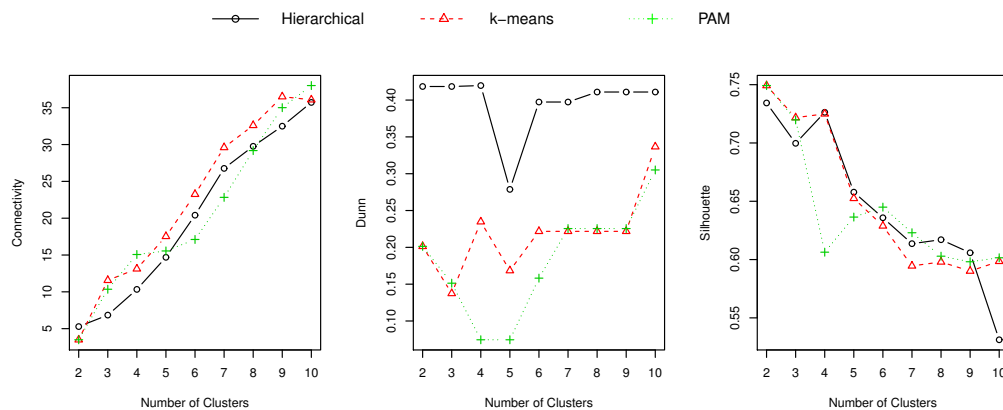 Hierarchical k−means PAM
Connectivity
35
30
25
20
15
10
5
2 3 4 5 6 7 8 9 10
Number of Clusters
Dunn
0.40
0.35
0.30
0.25
0.20
0.15
0.10
2 3 4 5 6 7 8 9 10
Number of Clusters
Silhouette
0.75
0.70
0.65
0.60
0.55
2 3 4 5 6 7 8 9 10
Number of Clusters